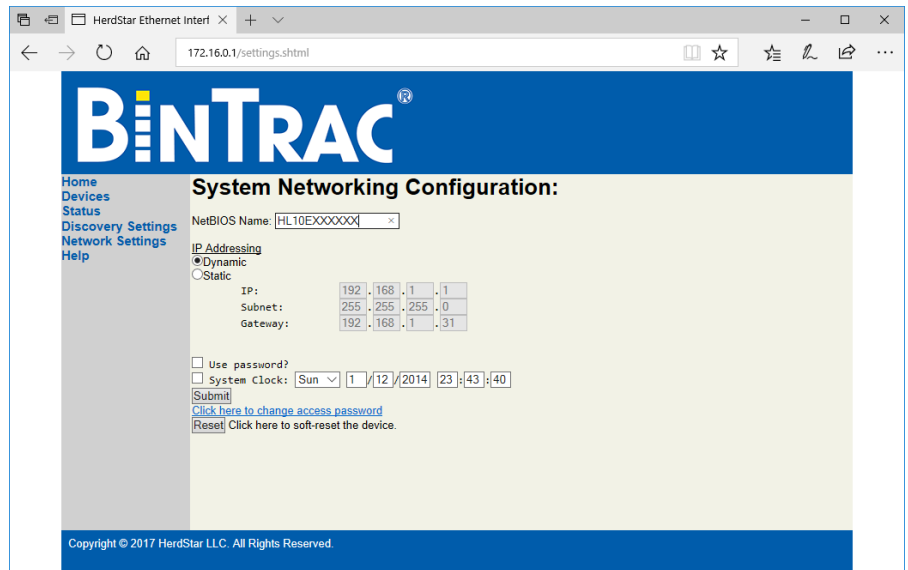 HerdStar Ethernet Interf
172.16.0.1/settings.shtml
BINTRAC®
Home
Devices
Status
Discovery Settings
Network Settings
Help
System Networking Configuration:
NetBIOS Name: HL10EXXXXXX
IP Addressing
Dynamic
Static
IP: 192 . 168 . 1 . 1
Subnet: 255 . 255 . 255 . 0
Gateway: 192 . 168 . 1 . 31
Use password?
System Clock: Sun 1 / 12 / 2014 23 : 43 : 40
Submit
Click here to change access password
Reset Click here to soft-reset the device.
Copyright © 2017 HerdStar LLC. All Rights Reserved.